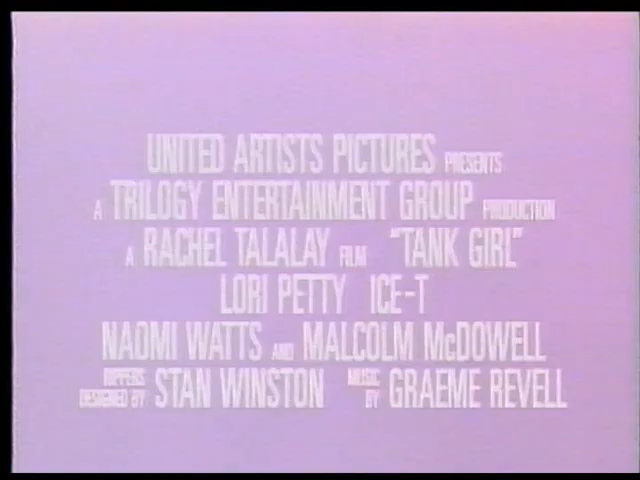 UNITED ARTISTS PICTURES PRESENTS
A TRILOGY ENTERTAINMENT GROUP PRODUCTION
A RACHEL TALALAY FILM "TANK GIRL"
LORI PETTY ICE-T
NAOMI WATTS AND MALCOLM McDOWELL
RIPPERS DESIGNED BY STAN WINSTON MUSIC BY GRAEME REVELL